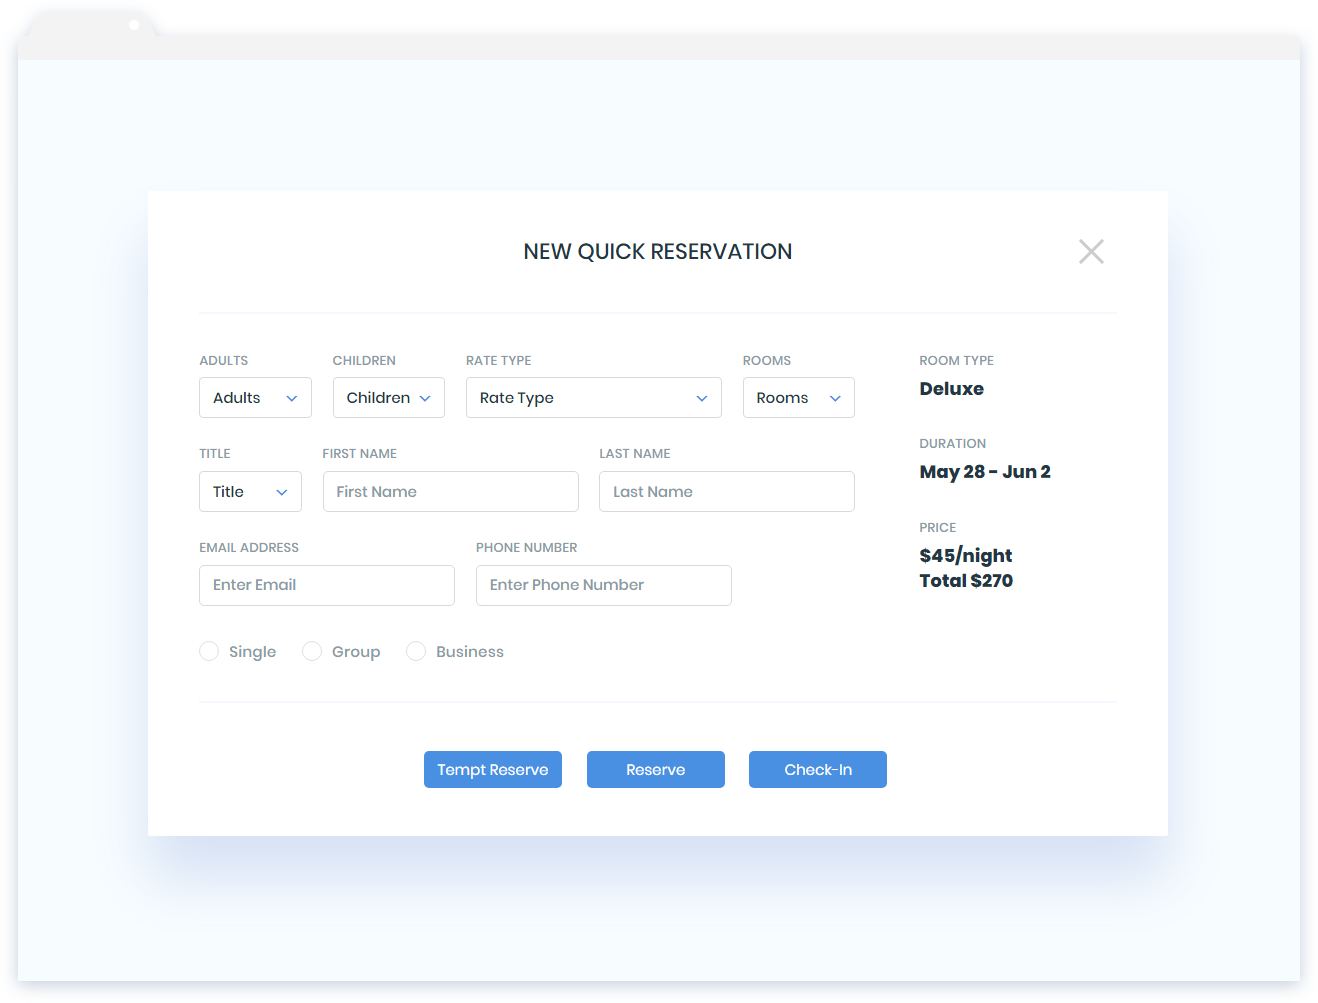 NEW QUICK RESERVATION
ADULTS CHILDREN RATE TYPE ROOMS
Adults Children Rate Type Rooms
TITLE FIRST NAME LAST NAME
Title First Name Last Name
EMAIL ADDRESS PHONE NUMBER
Enter Email Enter Phone Number
Single Group Business
ROOM TYPE
Deluxe
DURATION
May 28 - Jun 2
PRICE
$45/night
Total $270
Tempt Reserve Reserve Check-In